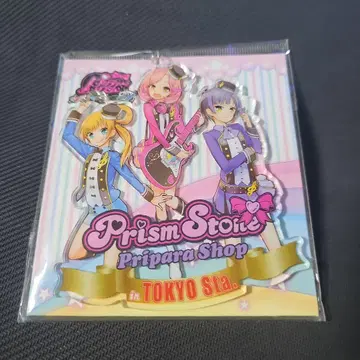 Prism Stone
Pripara Shop
in TOKYO Sta.